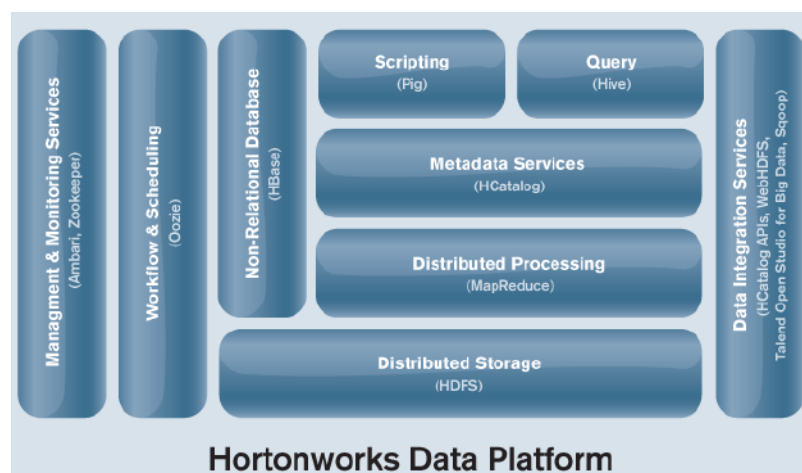 Managment & Monitoring Services
(Ambari, Zookeeper)
Workflow & Scheduling
(Oozie)
Non-Relational Database
(HBase)
Scripting
(Pig)
Query
(Hive)
Metadata Services
(HCatalog)
Distributed Processing
(MapReduce)
Distributed Storage
(HDFS)
Data Integration Services
(HCatalog APIs, WebHDFS,
Talend Open Studio for Big Data, Sqoop)
Hortonworks Data Platform